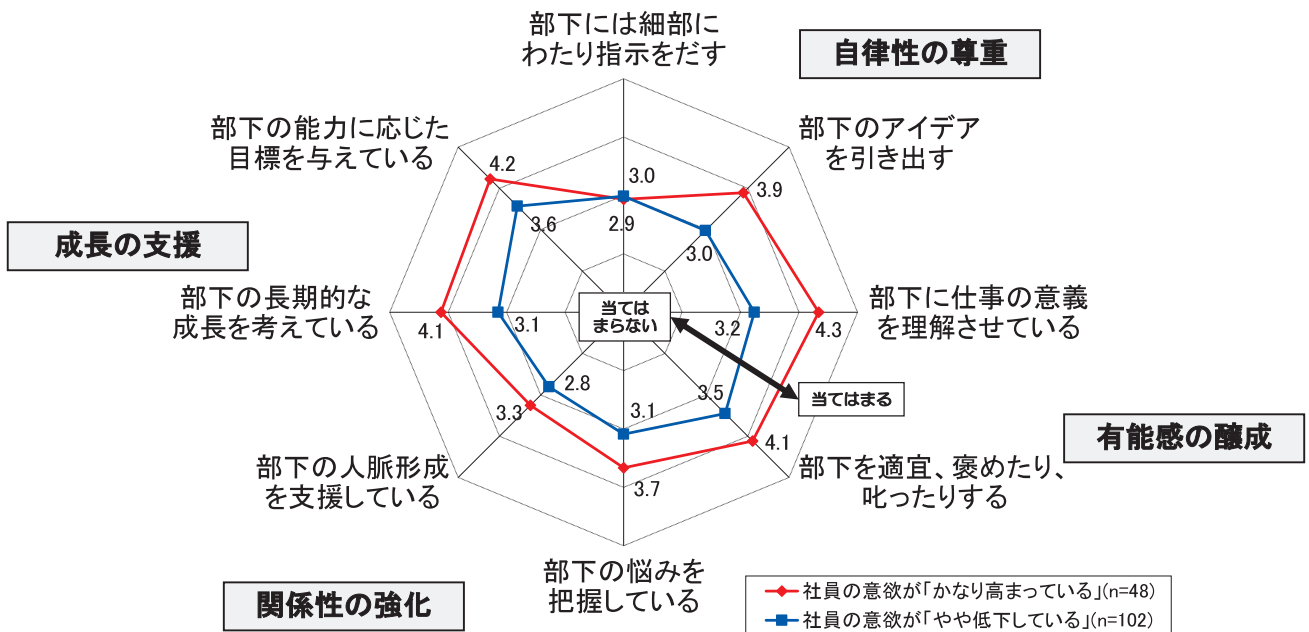 部下には細部に
わたり指示をだす
自律性の尊重
部下の能力に応じた
目標を与えている
部下のアイデア
を引き出す
4.2
3.0
3.9
3.6
2.9
3.0
成長の支援
部下の長期的な
成長を考えている
部下に仕事の意義
を理解させている
当ては
まらない
4.1
3.1
3.2
4.3
当てはまる
2.8
3.5
3.3
3.1
4.1
有能感の醸成
部下の人脈形成
を支援している
部下を適宜、褒めたり、
叱ったりする
3.7
部下の悩みを
把握している
関係性の強化
社員の意欲が「かなり高まっている」(n=48)
社員の意欲が「やや低下している」(n=102)